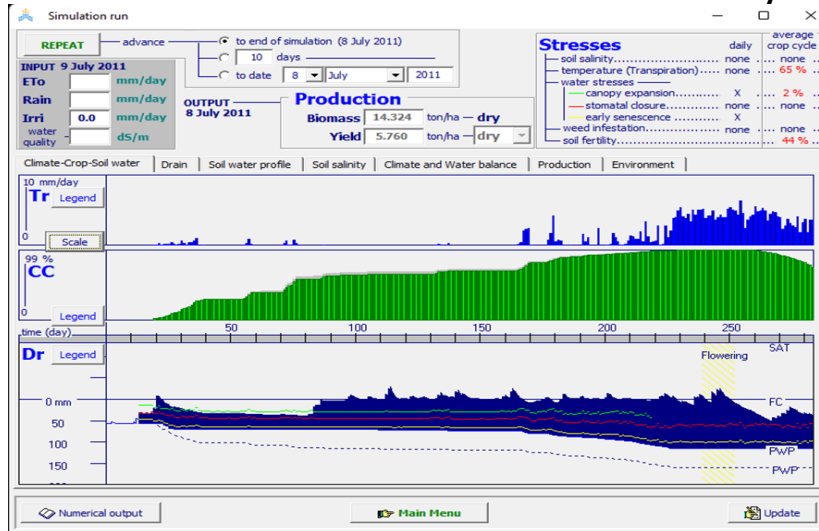 Simulation run
REPEAT
advance
to end of simulation (8 July 2011)
10 days
to date 8 July 2011
INPUT 9 July 2011
ETo mm/day
Rain mm/day
Irri 0.0 mm/day
water quality dS/m
OUTPUT
8 July 2011
Production
Biomass 14.324 ton/ha dry
Yield 5.760 ton/ha dry
Stresses
daily
average
crop cycle
soil salinity............ none .... none
temperature (Transpiration)..... none ... 65 %
water stresses
canopy expansion............ X .... 2 %
stomatal closure............ none ... none
early senescence ............ X
weed infestation............ none .... none
soil fertility............ 44 % ..
Climate-Crop-Soil water
Drain
Soil water profile
Soil salinity
Climate and Water balance
Production
Environment
10 mm/day
Tr Legend
0
Scale
99 %
CC
0
Legend
time (day)
50 100 150 200 250
Dr Legend
Flowering
SAT
0 mm
FC
50
100
PWP
150
PWP
Numerical output
Main Menu
Update